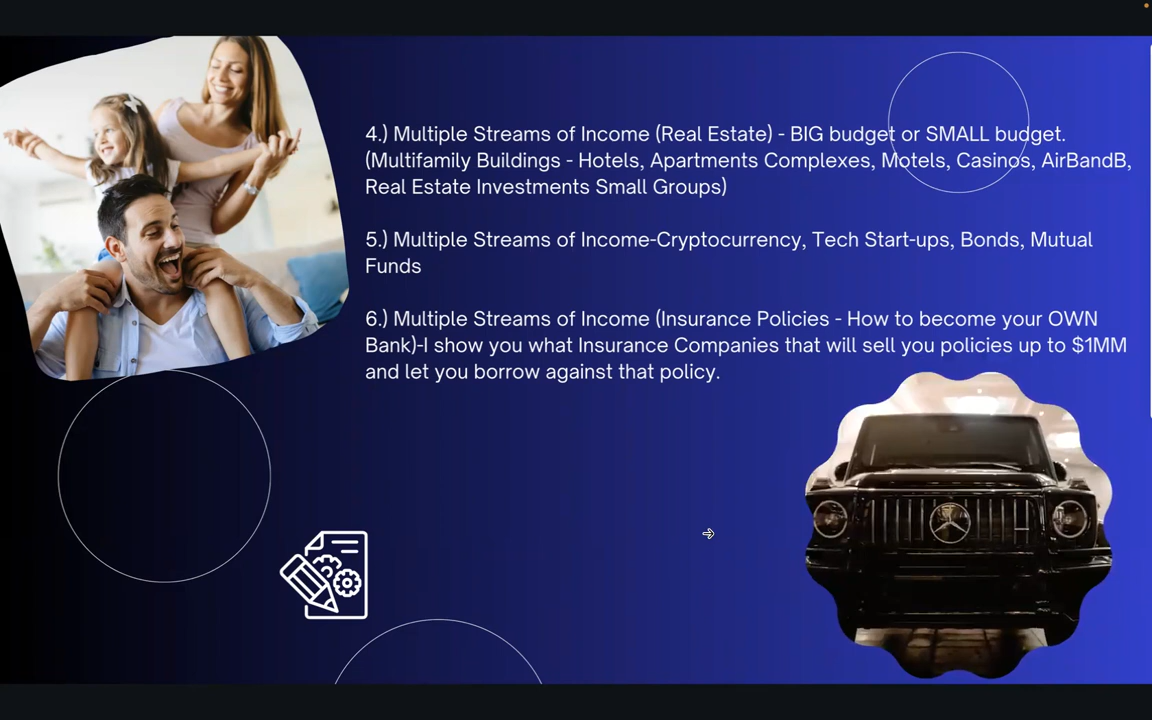 4.) Multiple Streams of Income (Real Estate) - BIG budget or SMALL budget.
(Multifamily Buildings - Hotels, Apartments Complexes, Motels, Casinos, AirBandB,
Real Estate Investments Small Groups)
5.) Multiple Streams of Income-Cryptocurrency, Tech Start-ups, Bonds, Mutual
Funds
6.) Multiple Streams of Income (Insurance Policies - How to become your OWN
Bank)-I show you what Insurance Companies that will sell you policies up to $1MM
and let you borrow against that policy.